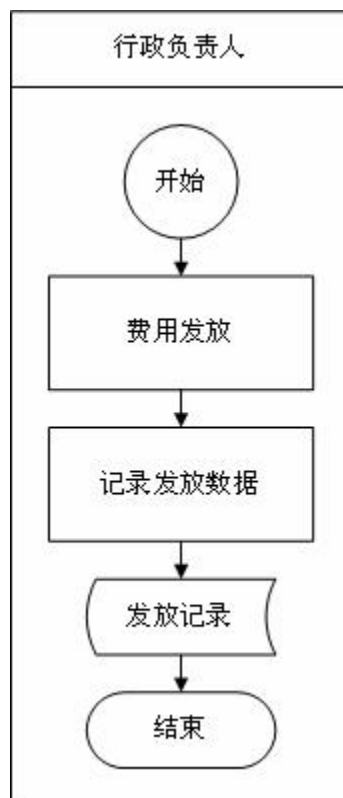 行政负责人
开始
费用发放
记录发放数据
发放记录
结束